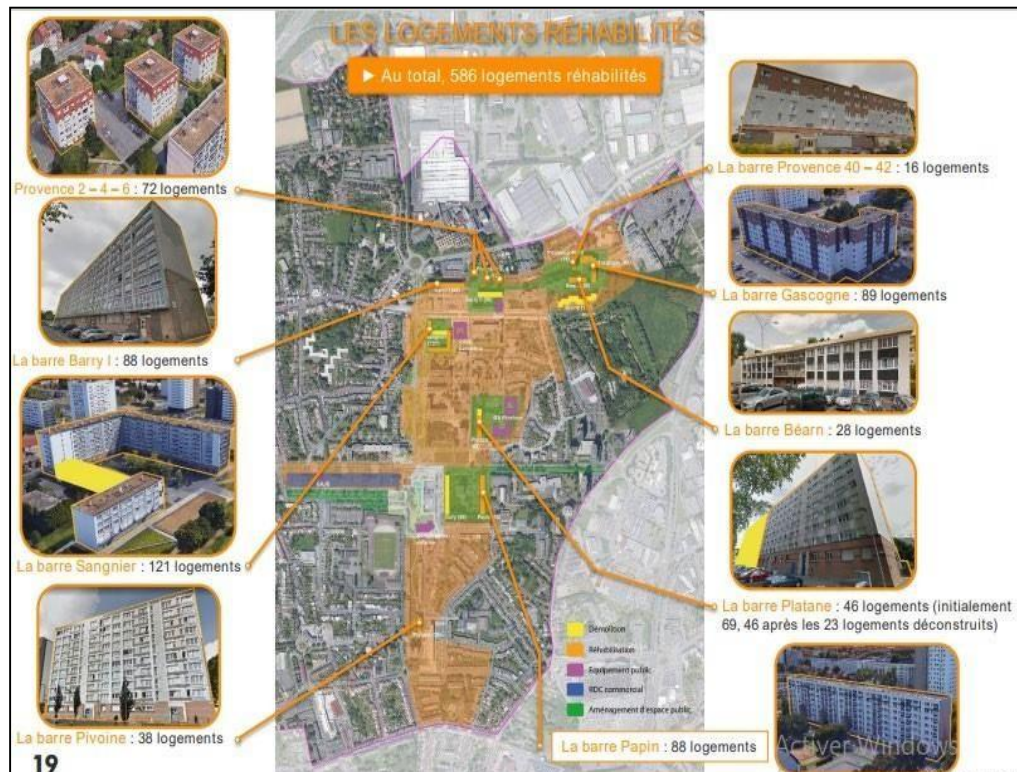 LES LOGEMENTS RÉHABILITÉS
► Au total, 586 logements réhabilités
Provence 2 – 4 – 6 : 72 logements
La barre Barry I : 88 logements
La barre Sangnier : 121 logements
La barre Pivoine : 38 logements
La barre Provence 40 – 42 : 16 logements
La barre Gascogne : 89 logements
La barre Béarn : 28 logements
La barre Platane : 46 logements (initialement
69, 46 après les 23 logements déconstruits)
La barre Papin : 88 logements
Démolition
Réhabilitation
Equipement public
RDC commercial
Aménagement d'espace public
Activer Windows
19